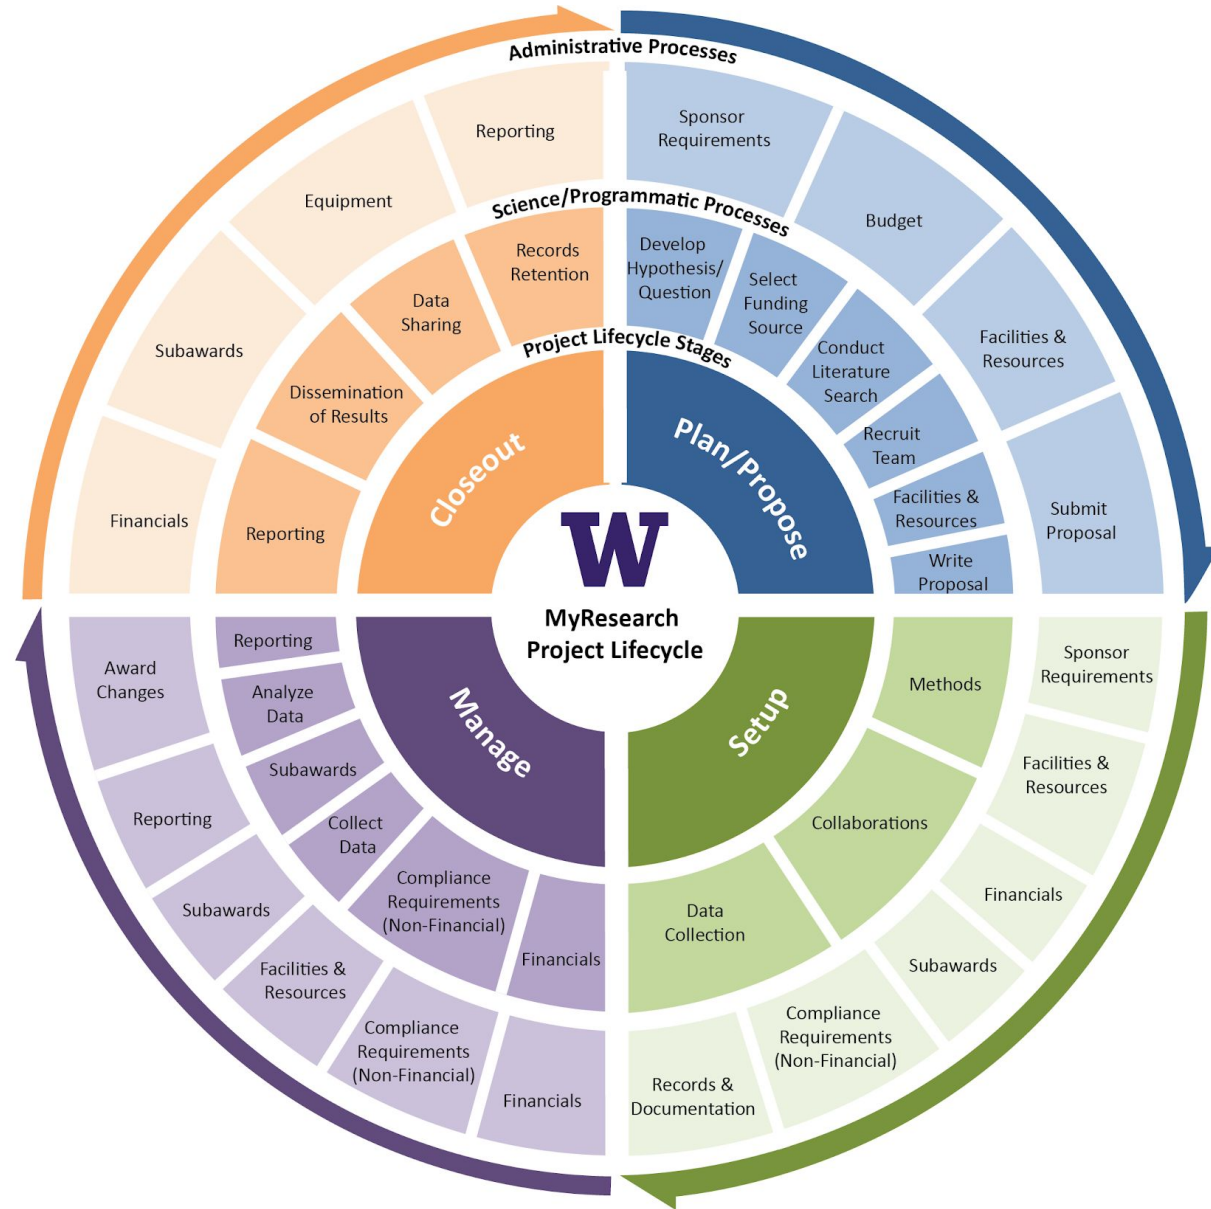 Administrative Processes
Science/Programmatic Processes
Project Lifecycle Stages
W
MyResearch
Project Lifecycle
Plan/Propose
Develop
Hypothesis/
Question
Select
Funding
Source
Conduct
Literature
Search
Recruit
Team
Facilities &
Resources
Write
Proposal
Sponsor
Requirements
Budget
Facilities &
Resources
Submit
Proposal
Setup
Methods
Collaborations
Data
Collection
Sponsor
Requirements
Facilities &
Resources
Financials
Subawards
Compliance
Requirements
(Non-Financial)
Records &
Documentation
Manage
Financials
Compliance
Requirements
(Non-Financial)
Collect
Data
Subawards
Analyze
Data
Reporting
Financials
Compliance
Requirements
(Non-Financial)
Facilities &
Resources
Subawards
Reporting
Award
Changes
Closeout
Reporting
Dissemination
of Results
Data
Sharing
Records
Retention
Financials
Subawards
Equipment
Reporting